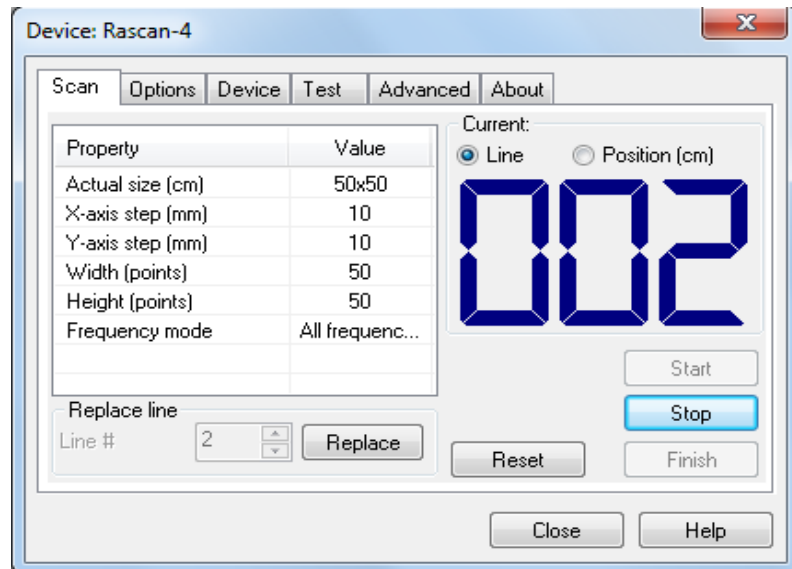 Device: Rascan-4
Scan Options Device Test Advanced About
Property Value
Actual size (cm) 50x50
X-axis step (mm) 10
Y-axis step (mm) 10
Width (points) 50
Height (points) 50
Frequency mode All frequenc...
Replace line
Line # 2 Replace
Current:
Line Position (cm)
002
Start
Stop
Reset Finish
Close Help